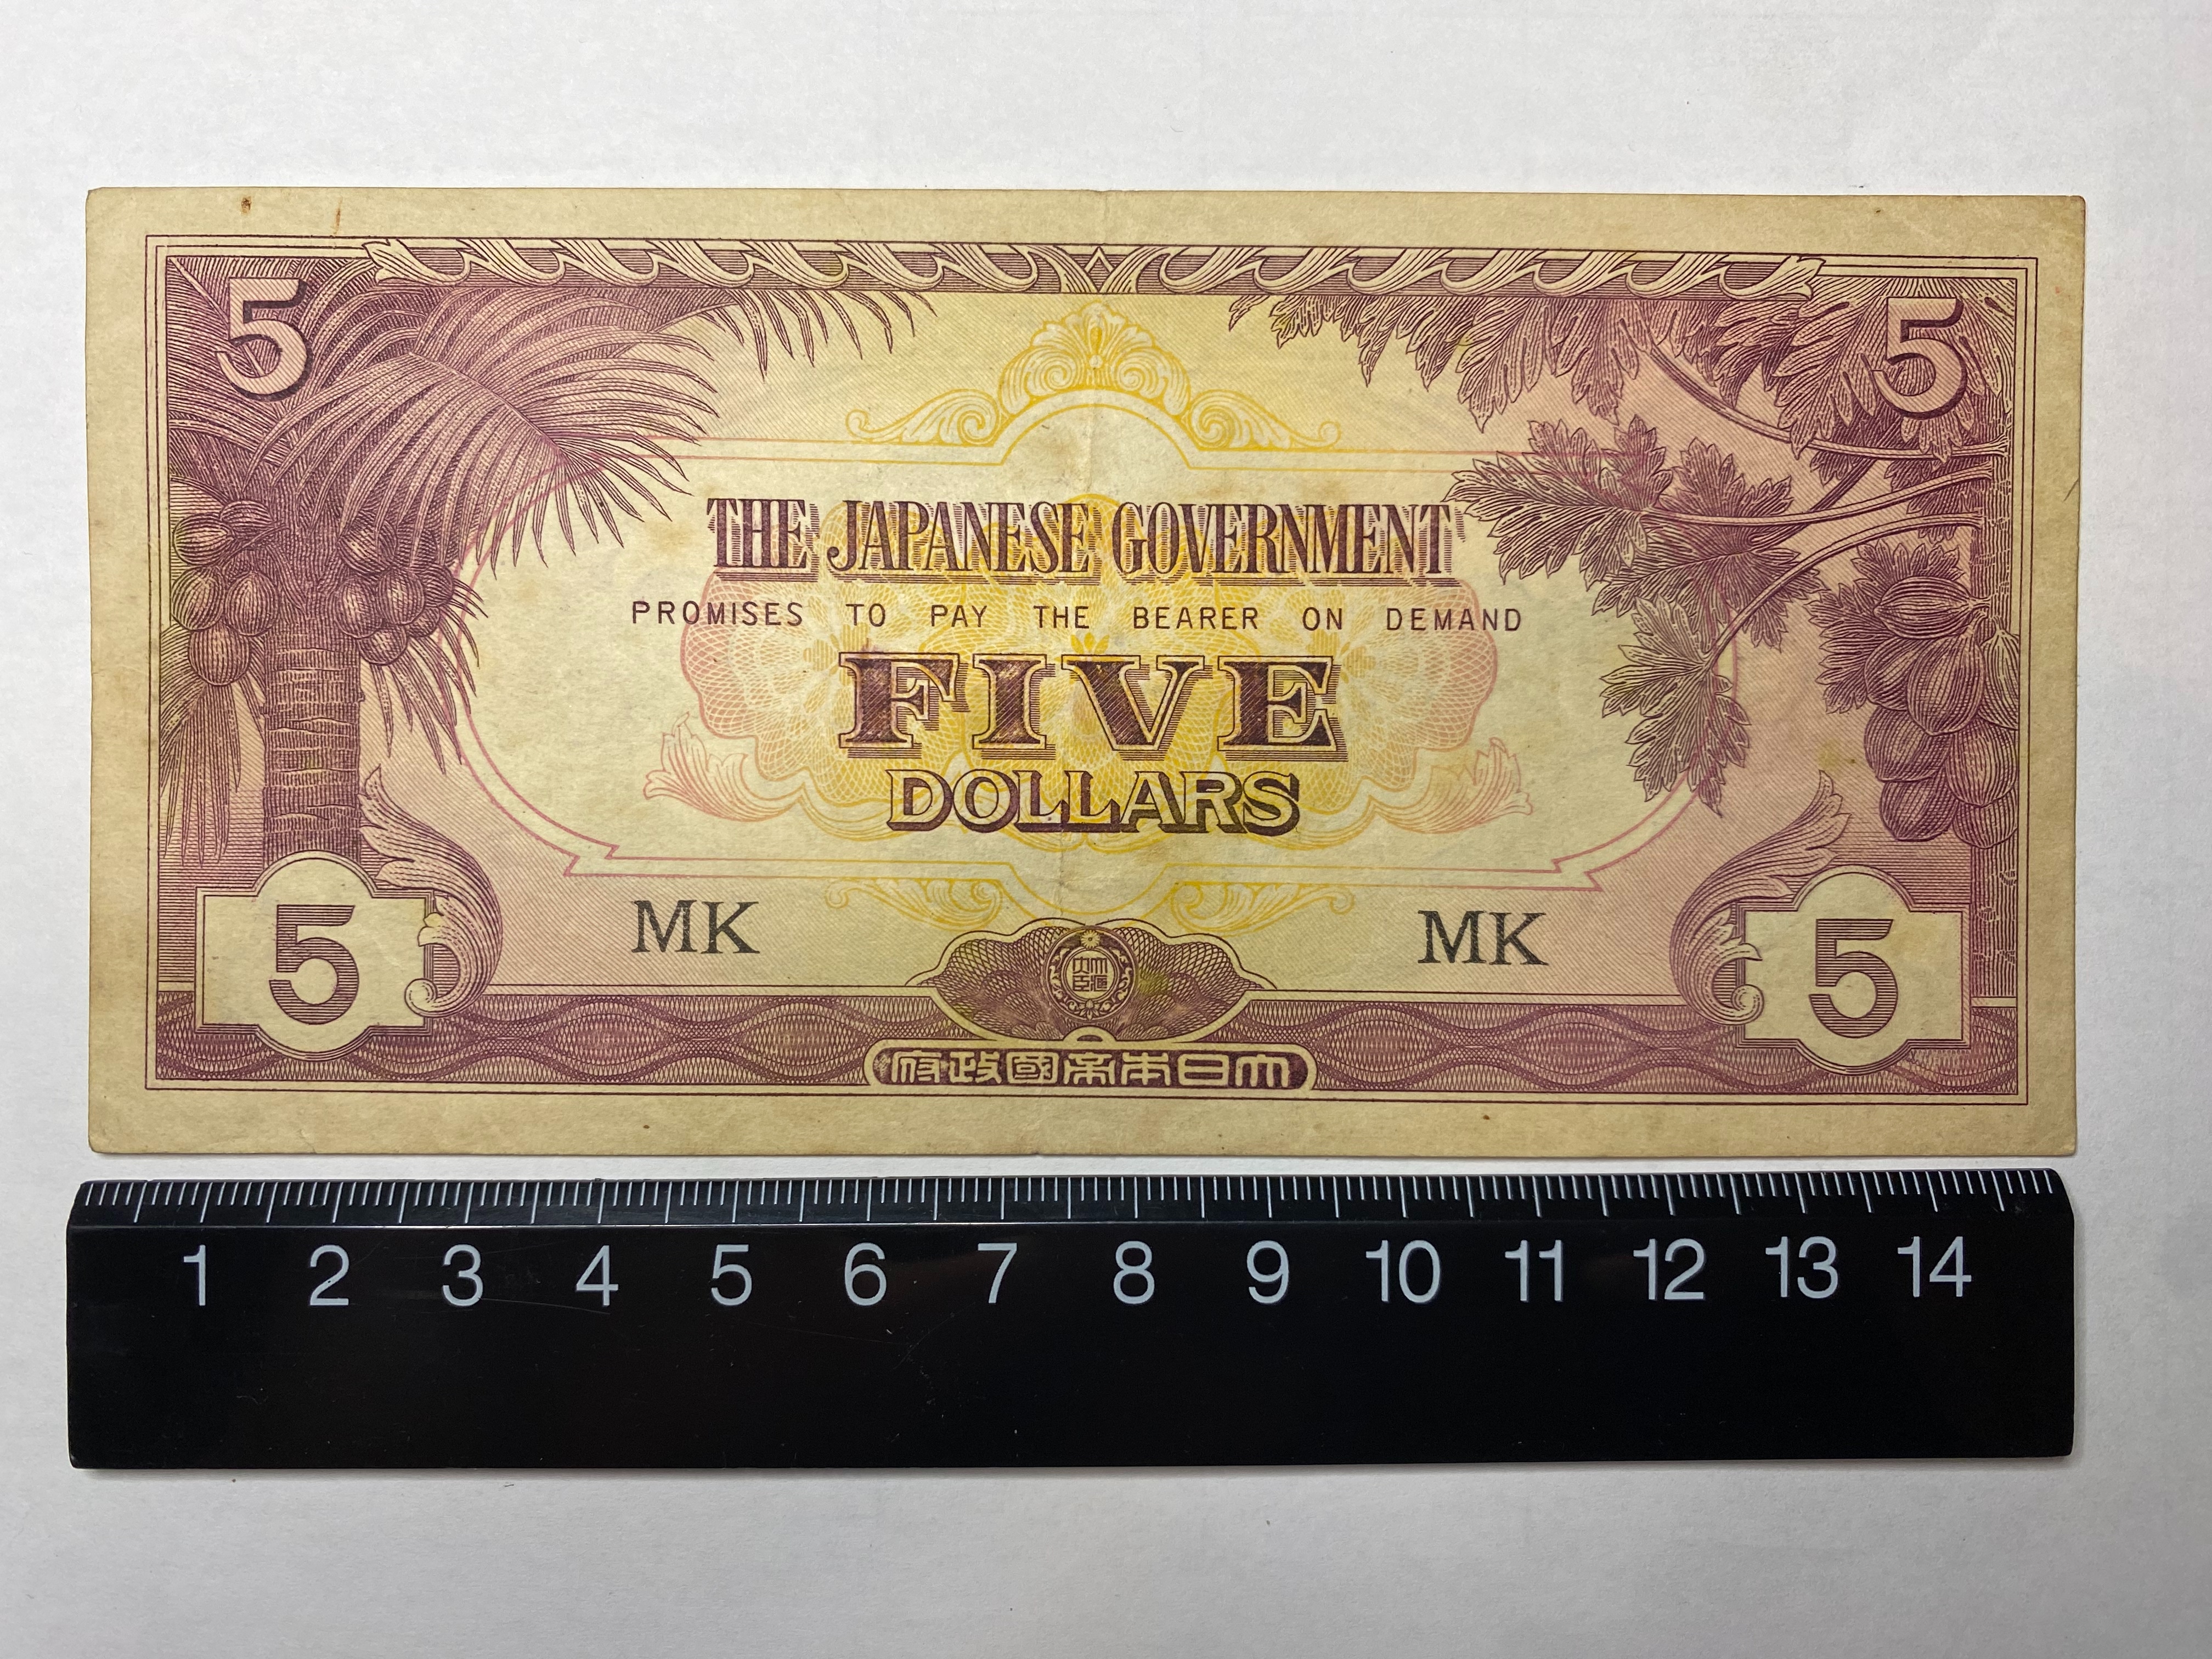 5 5
THE JAPANESE GOVERNMENT
PROMISES TO PAY THE BEARER ON DEMAND
FIVE
DOLLARS
MK MK
5 5
府政國帝本日大
1 2 3 4 5 6 7 8 9 10 11 12 13 14